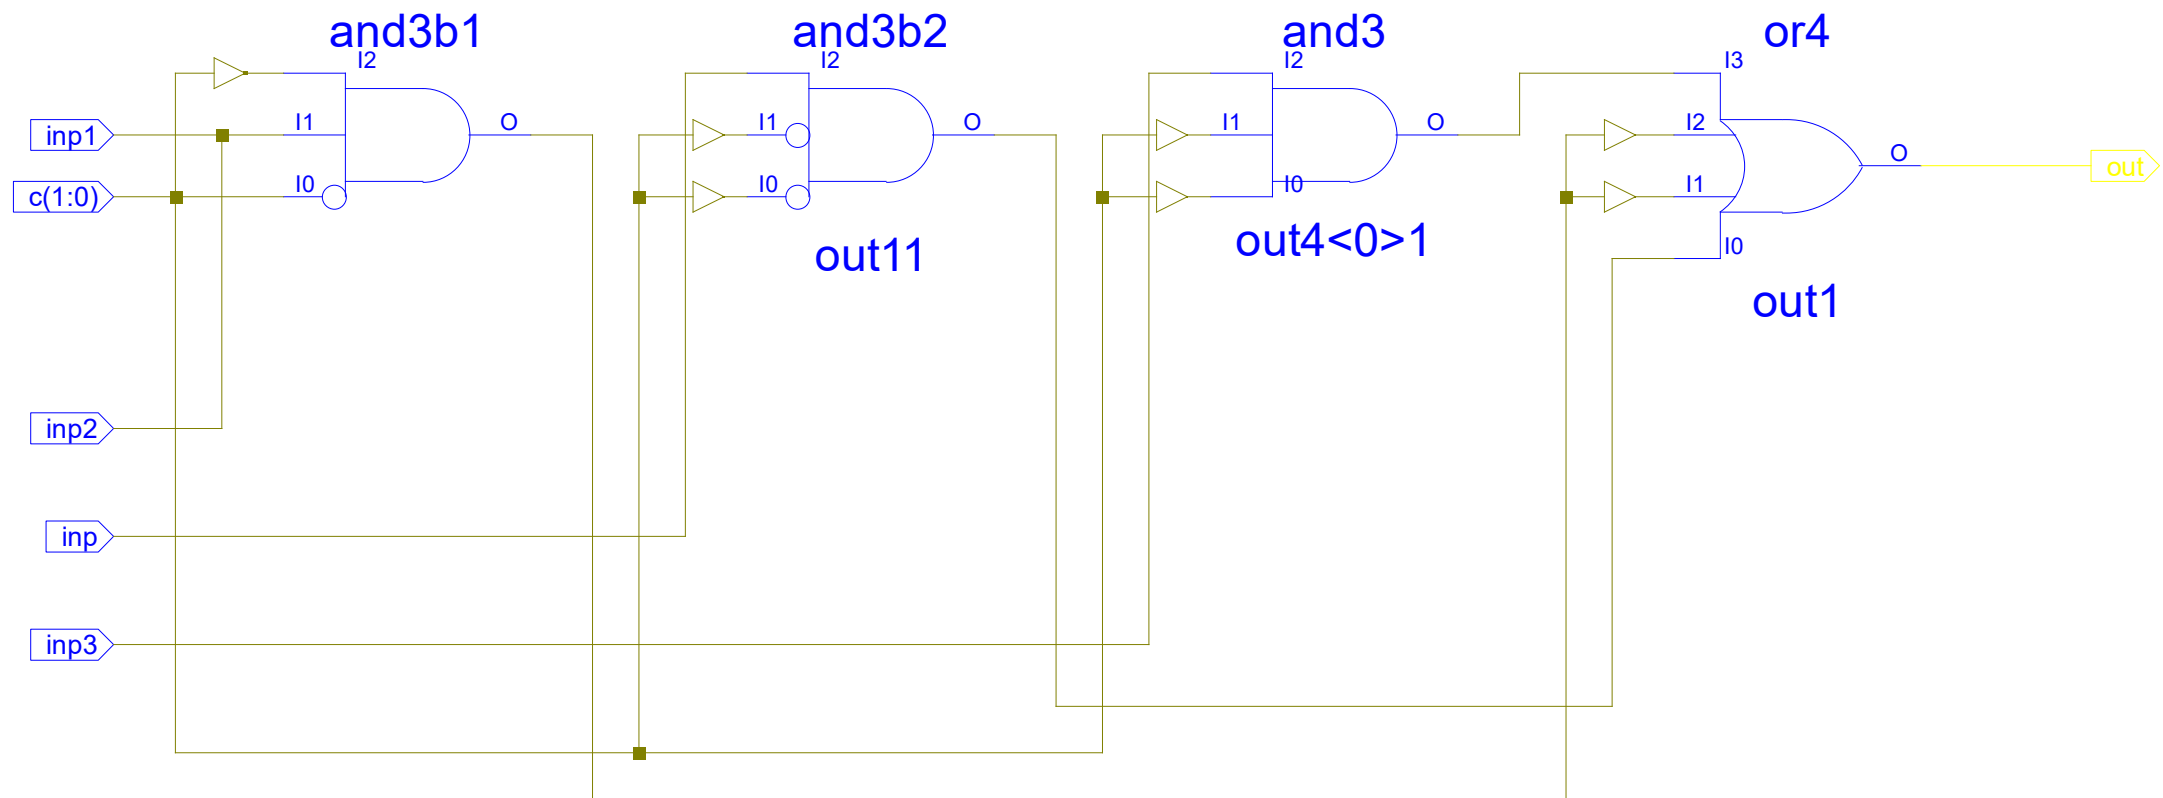 and3b1
and3b2
and3
or4
I2
I2
I2
I3
inp1
I1
O
I1
O
I1
O
I2
O
out
c(1:0)
I0
I0
I0
I1
out11
out4<0>1
I0
out1
inp2
inp
inp3